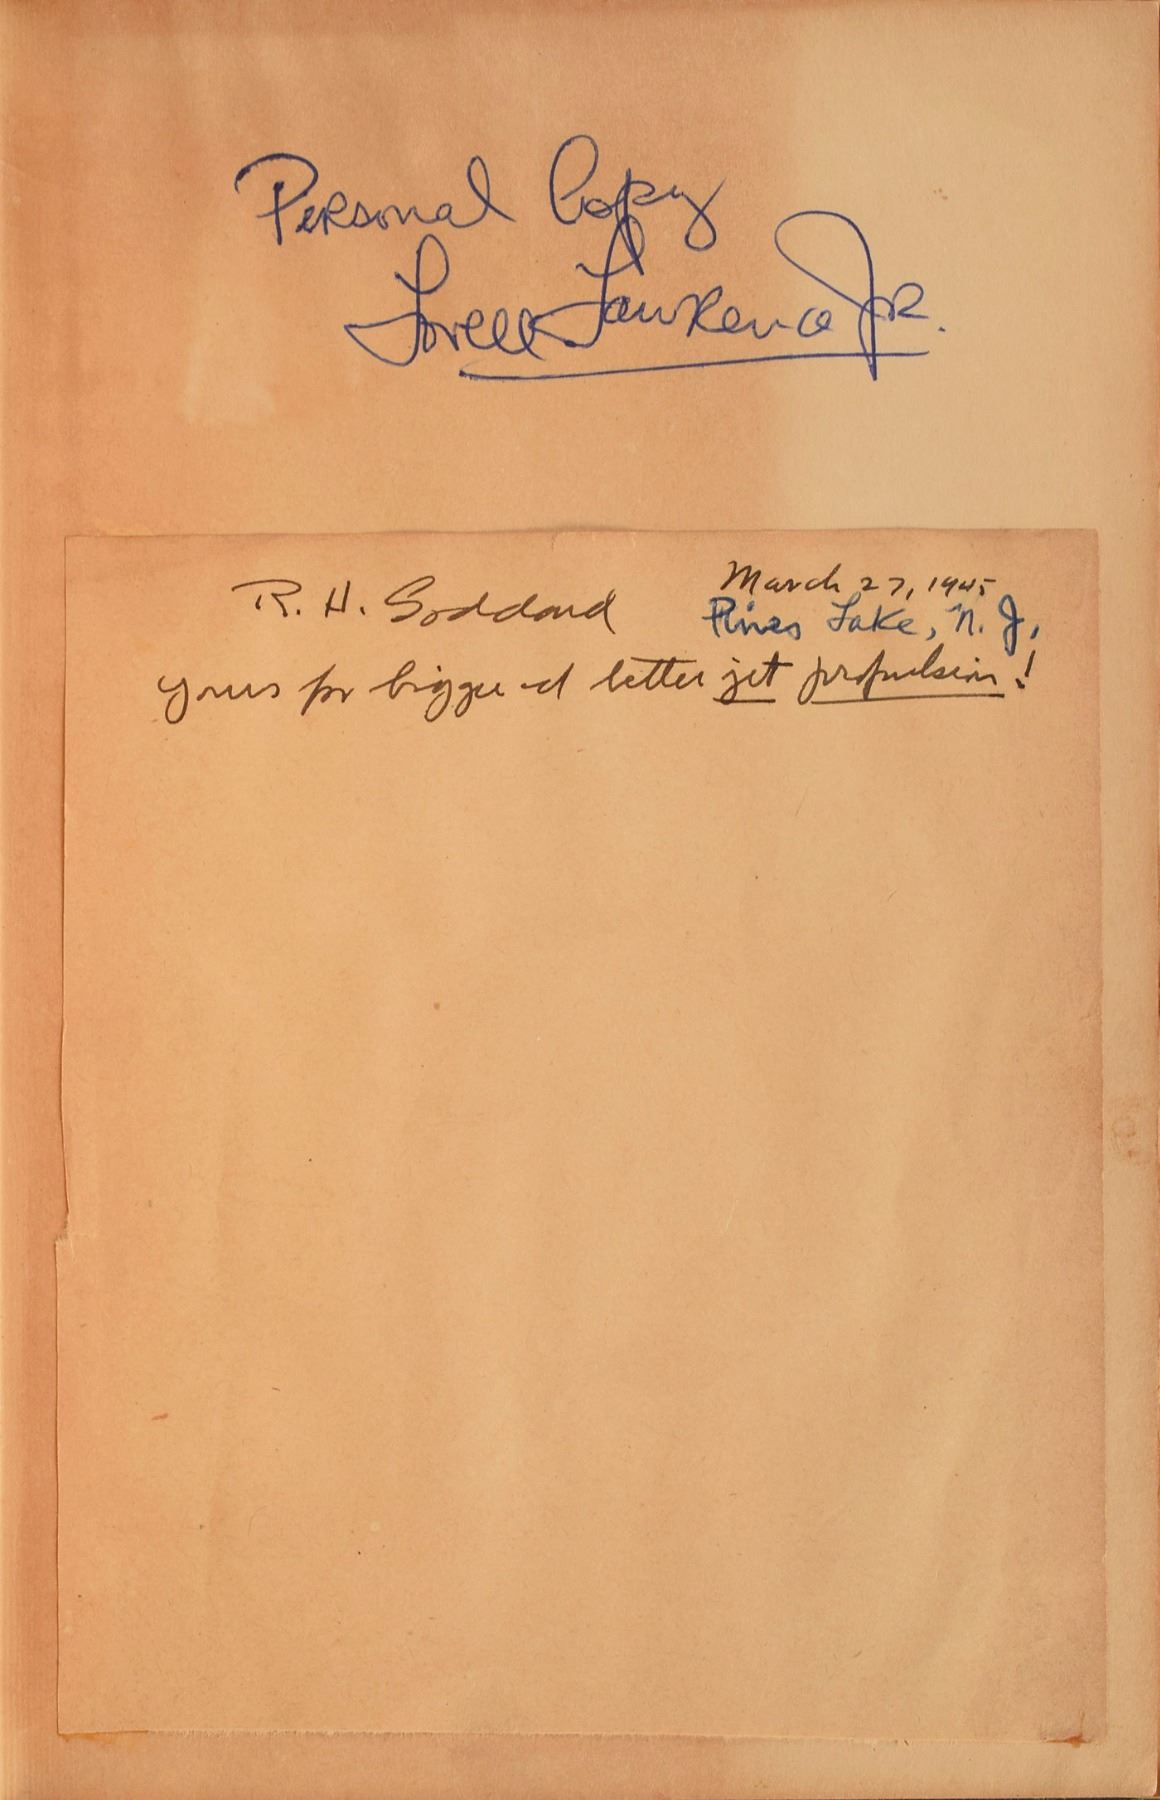 Personal Copy
Lovell Lawrence Jr.
R. H. Goddard
March 27, 1945
Pines Lake, N. J.
Yours for bigger and better jet propulsion!